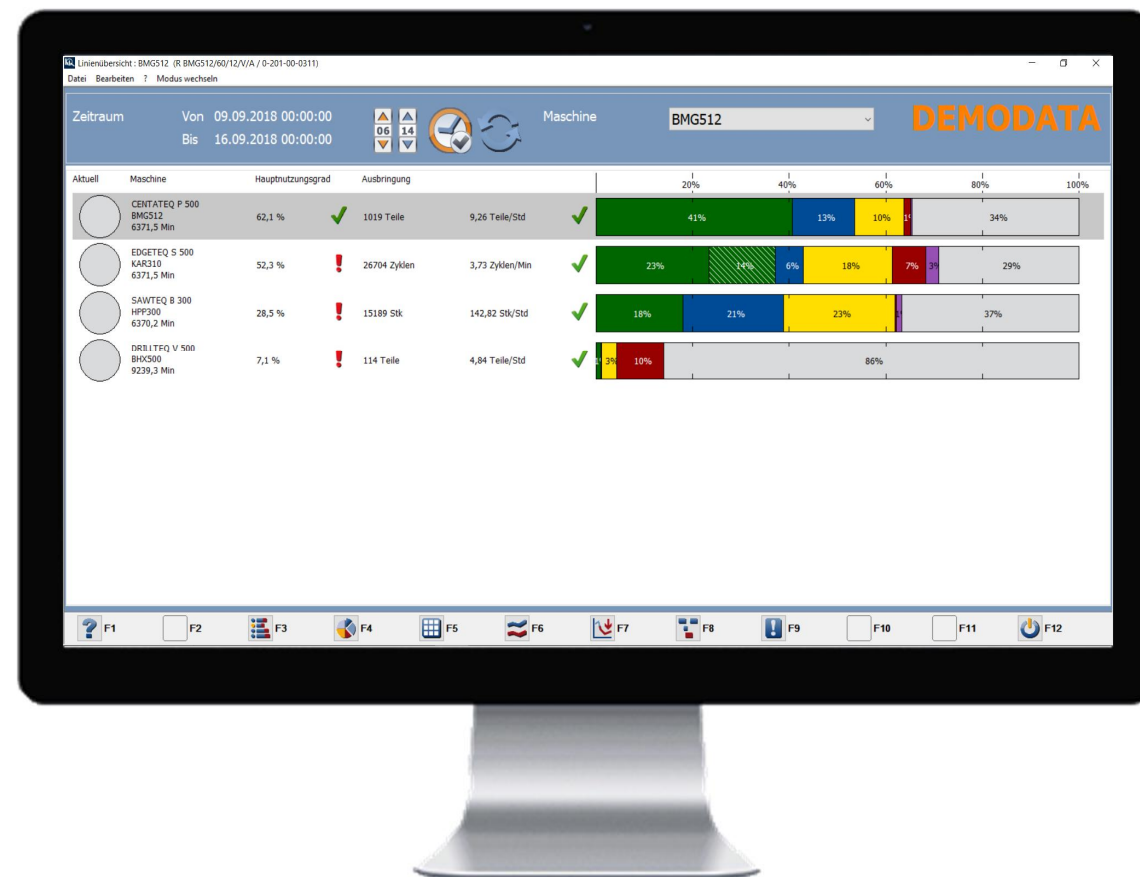 Linienübersicht : BMG512 (R BMG512/60/12/V/A / 0-201-00-0311)
Datei Bearbeiten ? Modus wechseln
Zeitraum Von 09.09.2018 00:00:00
Bis 16.09.2018 00:00:00
06 14
Maschine BMG512
DEMODATA
Aktuell Maschine Hauptnutzungsgrad Ausbringung 20% 40% 60% 80% 100%
CENTATEQ P 500
BMG512
6371,5 Min
62,1 % 1019 Teile 9,26 Teile/Std 41% 13% 10% 34%
EDGETEQ S 500
KAR310
6371,5 Min
52,3 % 26704 Zyklen 3,73 Zyklen/Min 23% 14% 6% 18% 7% 3% 29%
SAWTEQ B 300
HPP300
6370,2 Min
28,5 % 15189 Stk 142,82 Stk/Std 18% 21% 23% 37%
DRILLTEQ V 500
BHX500
9239,3 Min
7,1 % 114 Teile 4,84 Teile/Std 3% 10% 86%
F1 F2 F3 F4 F5 F6 F7 F8 F9 F10 F11 F12